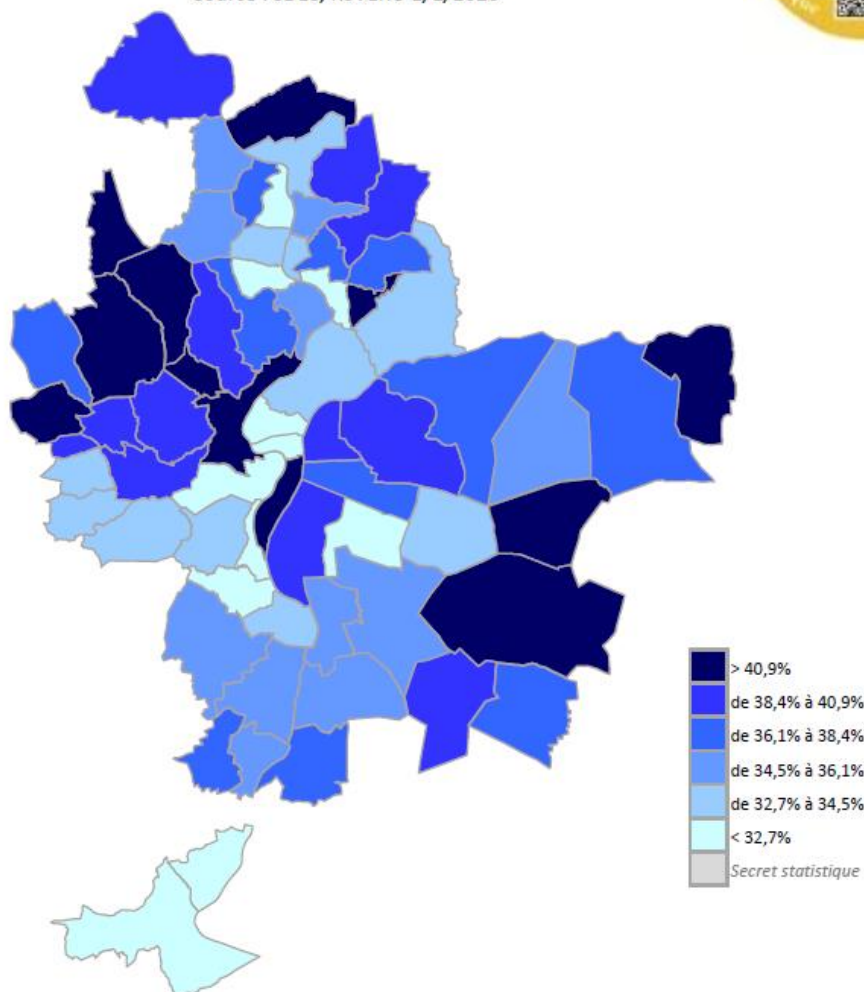 > 40,9%
de 38,4% à 40,9%
de 36,1% à 38,4%
de 34,5% à 36,1%
de 32,7% à 34,5%
< 32,7%
Secret statistique